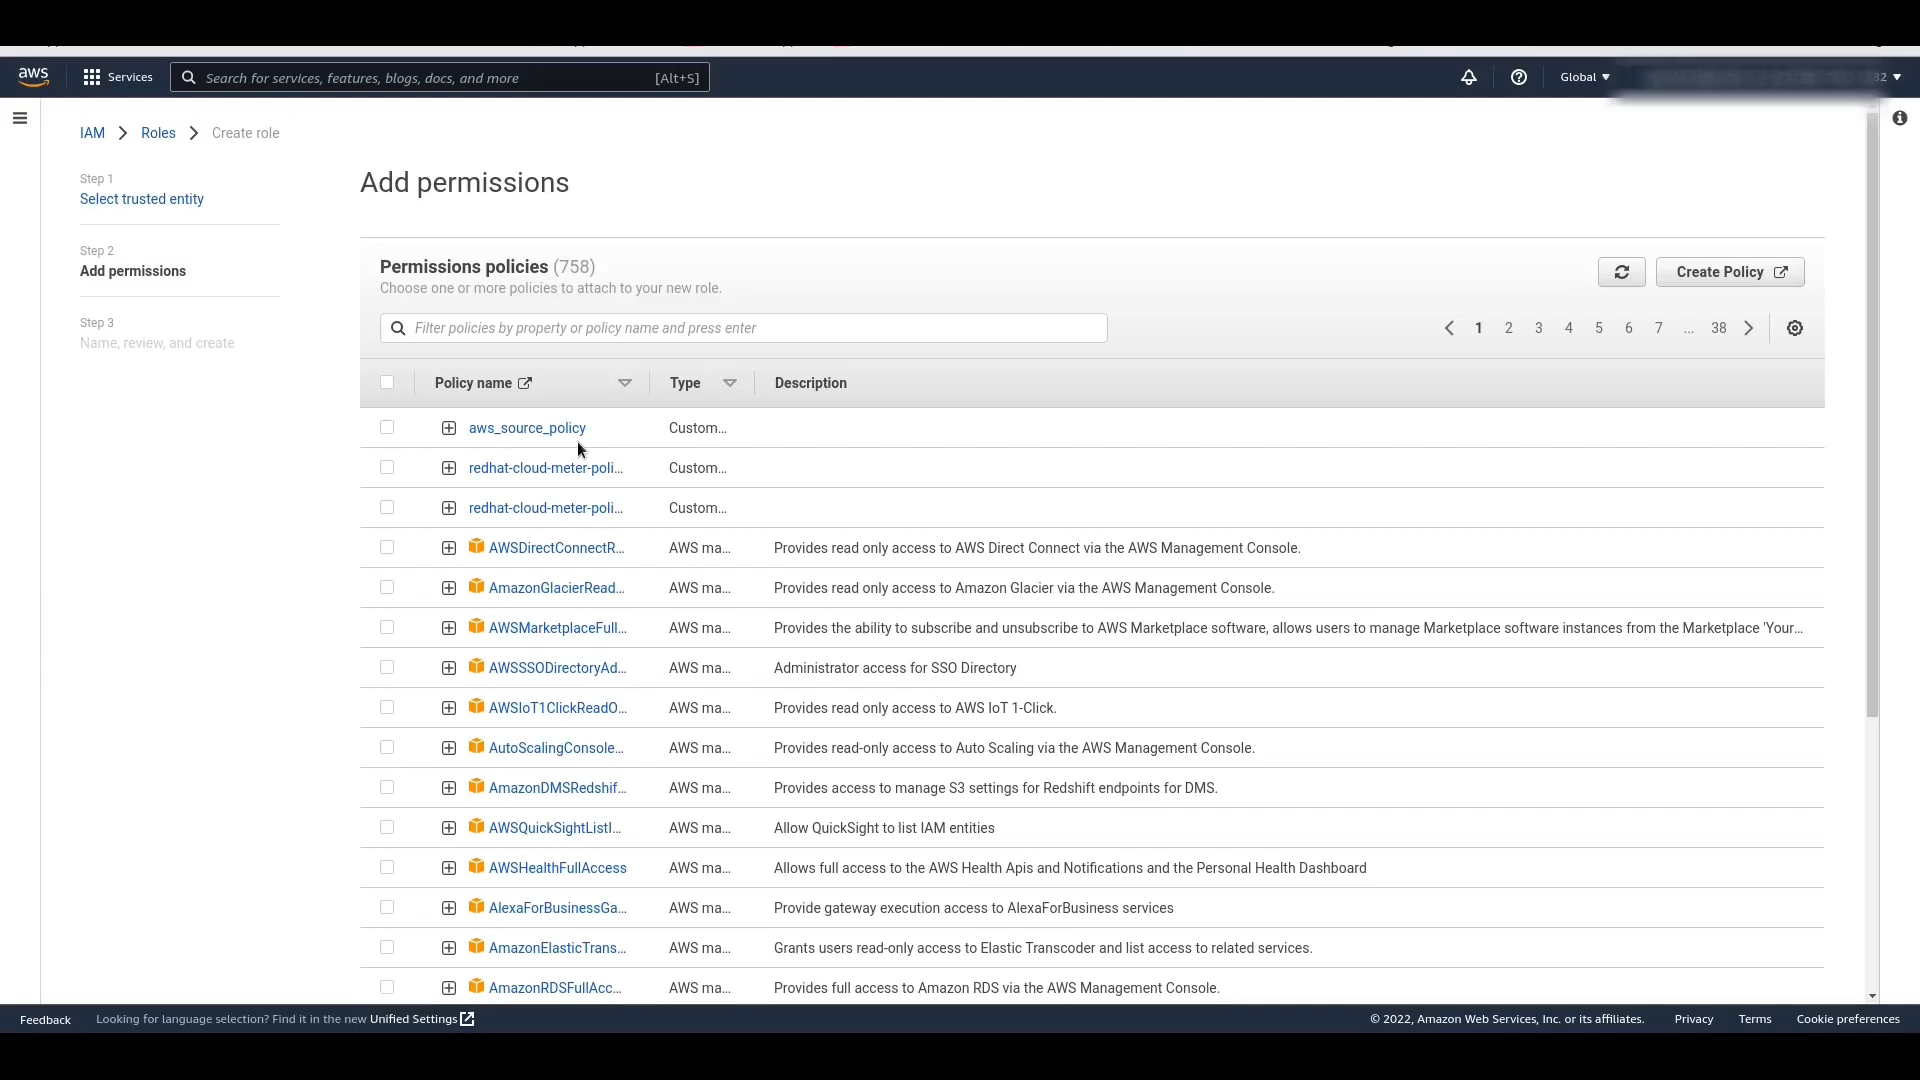 aws
Services
Search for services, features, blogs, docs, and more [Alt+S]
Global
IAM > Roles > Create role
Step 1
Select trusted entity
Step 2
Add permissions
Step 3
Name, review, and create
Add permissions
Permissions policies (758)
Choose one or more policies to attach to your new role.
Create Policy
Filter policies by property or policy name and press enter
1 2 3 4 5 6 7 ... 38
Policy name Type Description
aws_source_policy Custom...
redhat-cloud-meter-poli... Custom...
redhat-cloud-meter-poli... Custom...
AWSDirectConnectR... AWS ma... Provides read only access to AWS Direct Connect via the AWS Management Console.
AmazonGlacierRead... AWS ma... Provides read only access to Amazon Glacier via the AWS Management Console.
AWSMarketplaceFull... AWS ma... Provides the ability to subscribe and unsubscribe to AWS Marketplace software, allows users to manage Marketplace software instances from the Marketplace 'Your...
AWSSSODirectoryAd... AWS ma... Administrator access for SSO Directory
AWSIoT1ClickReadO... AWS ma... Provides read only access to AWS IoT 1-Click.
AutoScalingConsole... AWS ma... Provides read-only access to Auto Scaling via the AWS Management Console.
AmazonDMSRedshif... AWS ma... Provides access to manage S3 settings for Redshift endpoints for DMS.
AWSQuickSightListI... AWS ma... Allow QuickSight to list IAM entities
AWSHealthFullAccess AWS ma... Allows full access to the AWS Health Apis and Notifications and the Personal Health Dashboard
AlexaForBusinessGa... AWS ma... Provide gateway execution access to AlexaForBusiness services
AmazonElasticTrans... AWS ma... Grants users read-only access to Elastic Transcoder and list access to related services.
AmazonRDSFullAcc... AWS ma... Provides full access to Amazon RDS via the AWS Management Console.
Feedback Looking for language selection? Find it in the new Unified Settings © 2022, Amazon Web Services, Inc. or its affiliates. Privacy Terms Cookie preferences